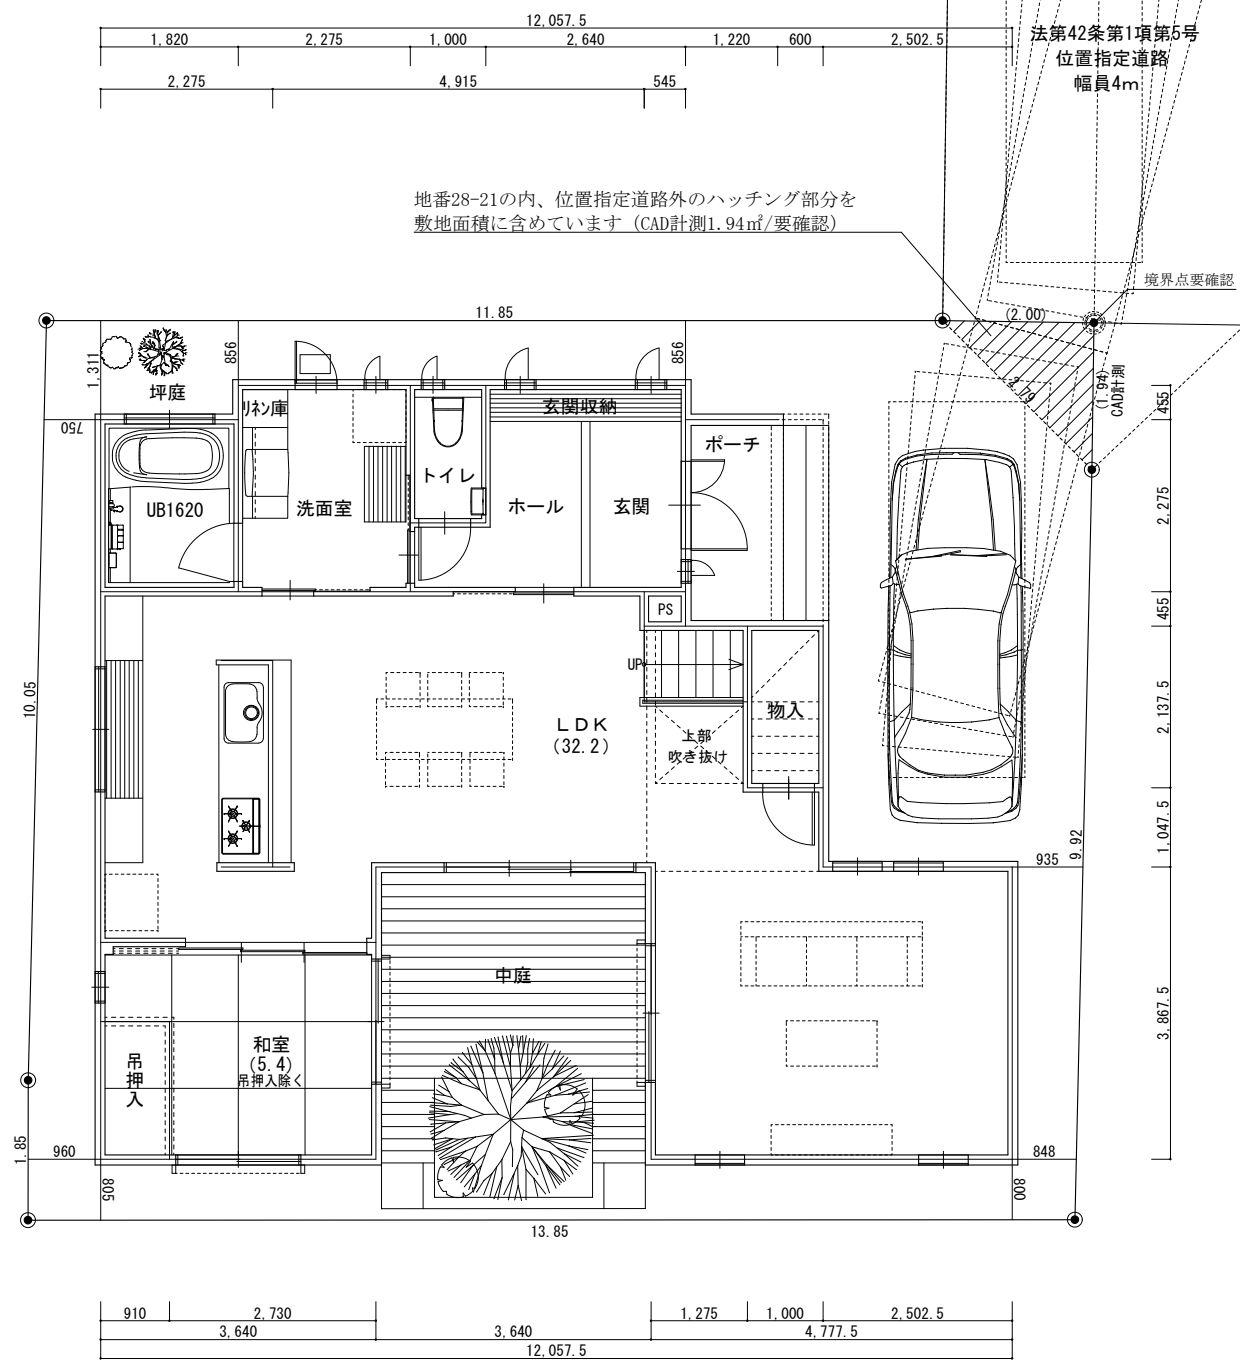 12,057.5
1,820
2,275
1,000
2,640
1,220
600
2,502.5
2,275
4,915
545
法第42条第1項第5号
位置指定道路
幅員4m
地番28-21の内、位置指定道路外のハッチング部分を
敷地面積に含めています（CAD計測1.94㎡/要確認）
境界点要確認
11.85
(2.00)
2.79
(1.94)
CAD計測
1,311
856
856
坪庭
750
リネン庫
玄関収納
ポーチ
トイレ
UB1620
洗面室
ホール
玄関
PS
UP
LDK
(32.2)
上部
吹き抜け
物入
455
2,275
455
2,137.5
1,047.5
3,867.5
10.05
9.92
935
中庭
和室
(5.4)
吊押入除く
吊押入
1.85
960
805
848
800
13.85
910
2,730
1,275
1,000
2,502.5
3,640
3,640
4,777.5
12,057.5